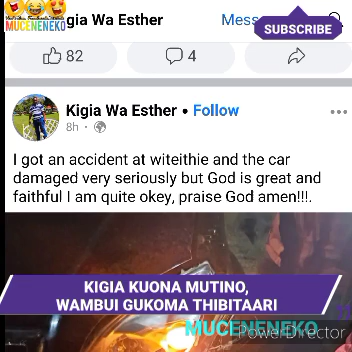 gia Wa Esther
Mess
SUBSCRIBE
MUCENENEKO
82
4
Kigia Wa Esther • Follow
8h
I got an accident at witeithie and the car
damaged very seriously but God is great and
faithful I am quite okey, praise God amen!!!.
KIGIA KUONA MUTINO,
WAMBUI GUKOMA THIBITAARI
MUCENENEKO
PowerDirector